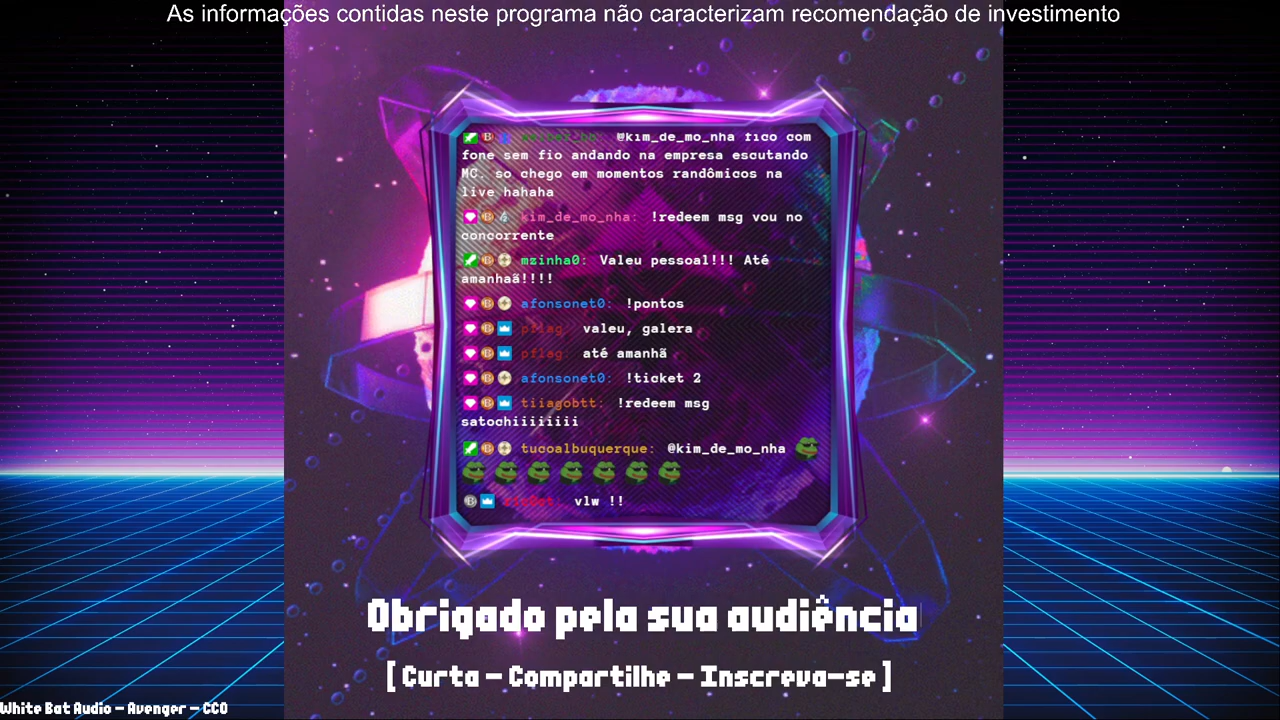 As informações contidas neste programa não caracterizam recomendação de investimento
@kim_de_mo_nha fico com
fone sem fio andando na empresa escutando
MC. so chego em momentos randômicos na
live hahaha
kim_de_mo_nha: !redeem msg vou no
concorrente
mzinha0: Valeu pessoal!!! Até
amanhaã!!!!
afonsonet0: !pontos
pflag valeu, galera
pflag até amanhã
afonsonet0: !ticket 2
tiiagobtt: !redeem msg
satochiiiiiiii
tucoalbuquerque: @kim_de_mo_nha
vlw !!
Obrigado pela sua audiência
[ Curta - Compartilhe - Inscreva-se ]
White Bat Audio - Avenger - CC0